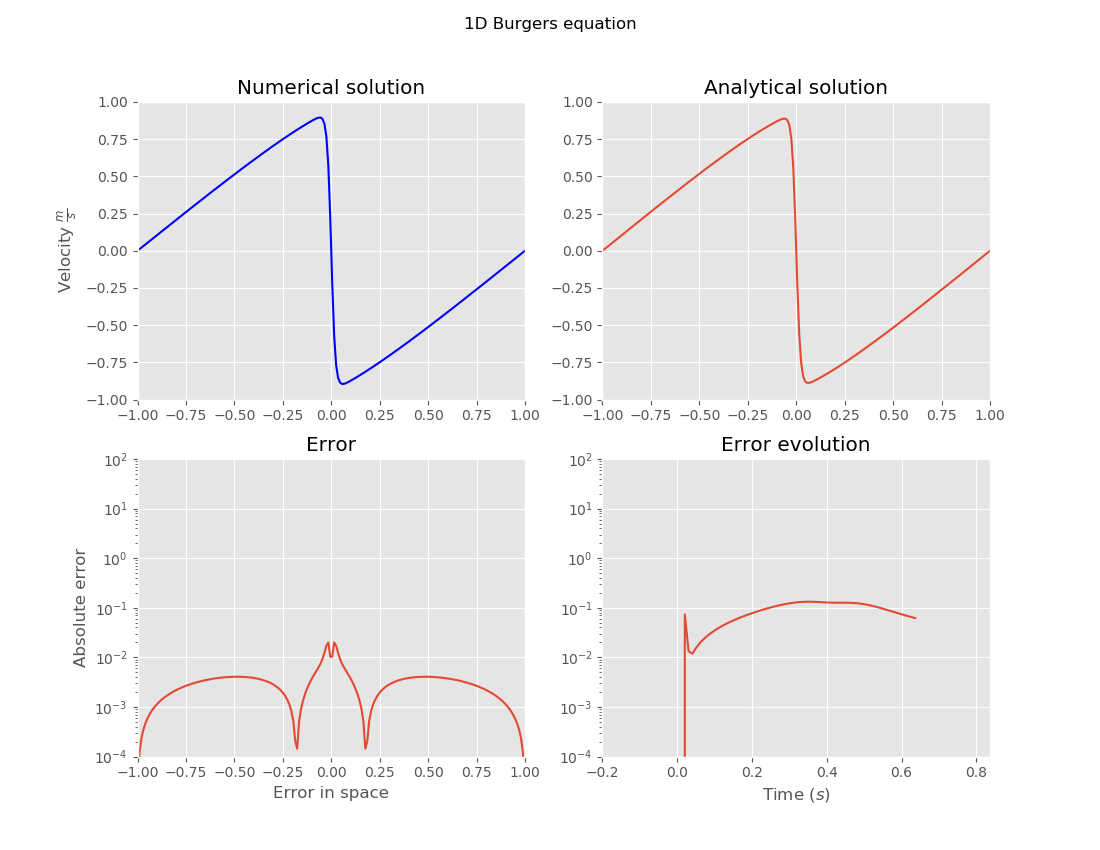 1D Burgers equation
Numerical solution
Analytical solution
1.00
0.75
0.50
0.25
0.00
−0.25
−0.50
−0.75
−1.00
Velocity m/s
−1.00 −0.75 −0.50 −0.25 0.00 0.25 0.50 0.75 1.00
1.00
0.75
0.50
0.25
0.00
−0.25
−0.50
−0.75
−1.00
−1.00 −0.75 −0.50 −0.25 0.00 0.25 0.50 0.75 1.00
Error
Error evolution
10²
10¹
10⁰
10⁻¹
10⁻²
10⁻³
10⁻⁴
Absolute error
−1.00 −0.75 −0.50 −0.25 0.00 0.25 0.50 0.75 1.00
Error in space
10²
10¹
10⁰
10⁻¹
10⁻²
10⁻³
10⁻⁴
−0.2 0.0 0.2 0.4 0.6 0.8
Time (s)